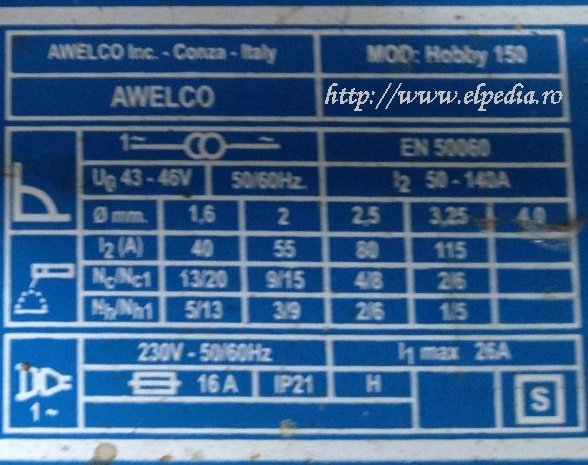 AWELCO Inc. - Conza - Italy MOD: Hobby 150
AWELCO http://www.elpedia.ro
1~ ~ EN 50060
U0 43 - 46V 50/60Hz. I2 50 - 140A
Ø mm. 1,6 2 2,5 3,25 4,0
I2 (A) 40 55 80 115
Nc/Nc1 13/20 9/15 4/8 2/6
Nh/Nh1 5/13 3/9 2/6 1/5
230V - 50/60Hz I1 max 26A
1~ 16 A IP21 H S